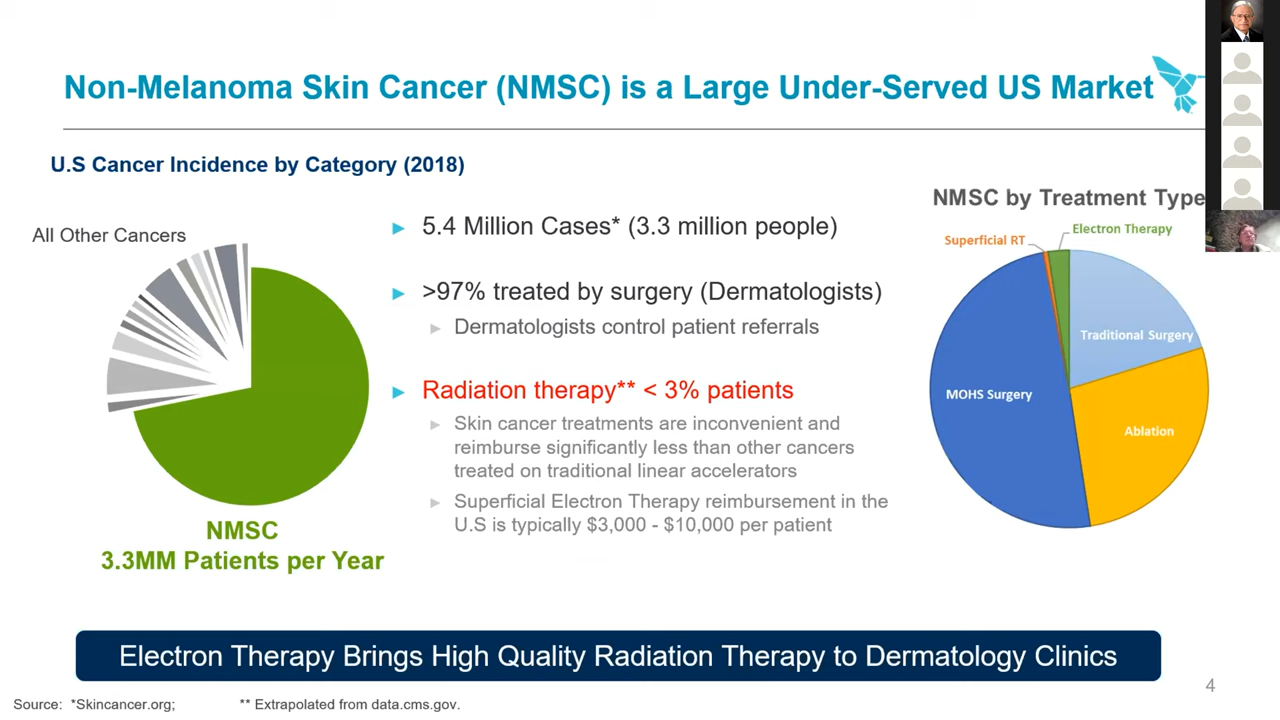 Non-Melanoma Skin Cancer (NMSC) is a Large Under-Served US Market
U.S Cancer Incidence by Category (2018)
All Other Cancers
NMSC
3.3MM Patients per Year
► 5.4 Million Cases* (3.3 million people)
► >97% treated by surgery (Dermatologists)
► Dermatologists control patient referrals
► Radiation therapy** < 3% patients
► Skin cancer treatments are inconvenient and
reimburse significantly less than other cancers
treated on traditional linear accelerators
► Superficial Electron Therapy reimbursement in the
U.S is typically $3,000 - $10,000 per patient
NMSC by Treatment Type
Superficial RT
Electron Therapy
Traditional Surgery
MOHS Surgery
Ablation
Electron Therapy Brings High Quality Radiation Therapy to Dermatology Clinics
4
Source: *Skincancer.org; ** Extrapolated from data.cms.gov.